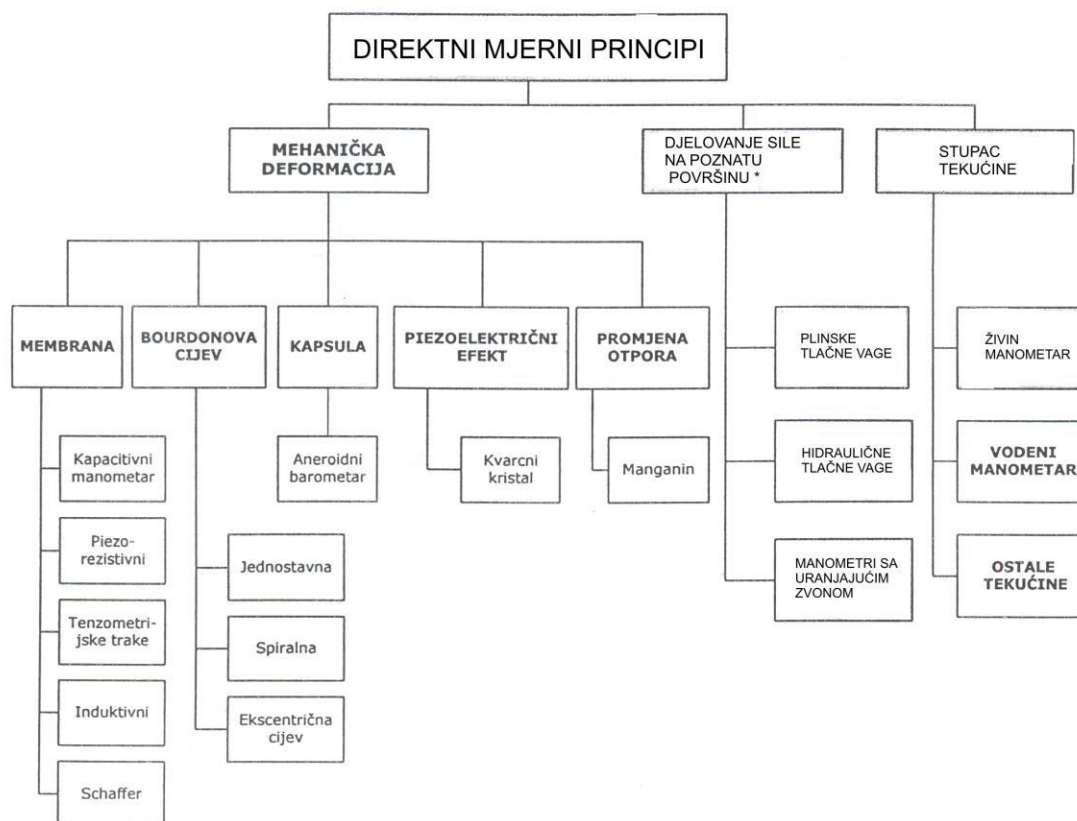 DIREKTNI MJERNI PRINCIPI
MEHANIČKA
DEFORMACIJA
DJELOVANJE SILE
NA POZNATU
POVRŠINU *
STUPAC
TEKUĆINE
MEMBRANA
BOURDONOVA
CIJEV
KAPSULA
PIEZOELEKTRIČNI
EFEKT
PROMJENA
OTPORA
PLINSKE
TLAČNE VAGE
ŽIVIN
MANOMETAR
Kapacitivni
manometar
Aneroidni
barometar
Kvarcni
kristal
Manganin
HIDRAULIČNE
TLAČNE VAGE
VODENI
MANOMETAR
Piezo-
rezistivni
Jednostavna
MANOMETRI SA
URANJAJUĆIM
ZVONOM
OSTALE
TEKUĆINE
Tenzometri-
jske trake
Spiralna
Induktivni
Ekscentrična
cijev
Schaffer